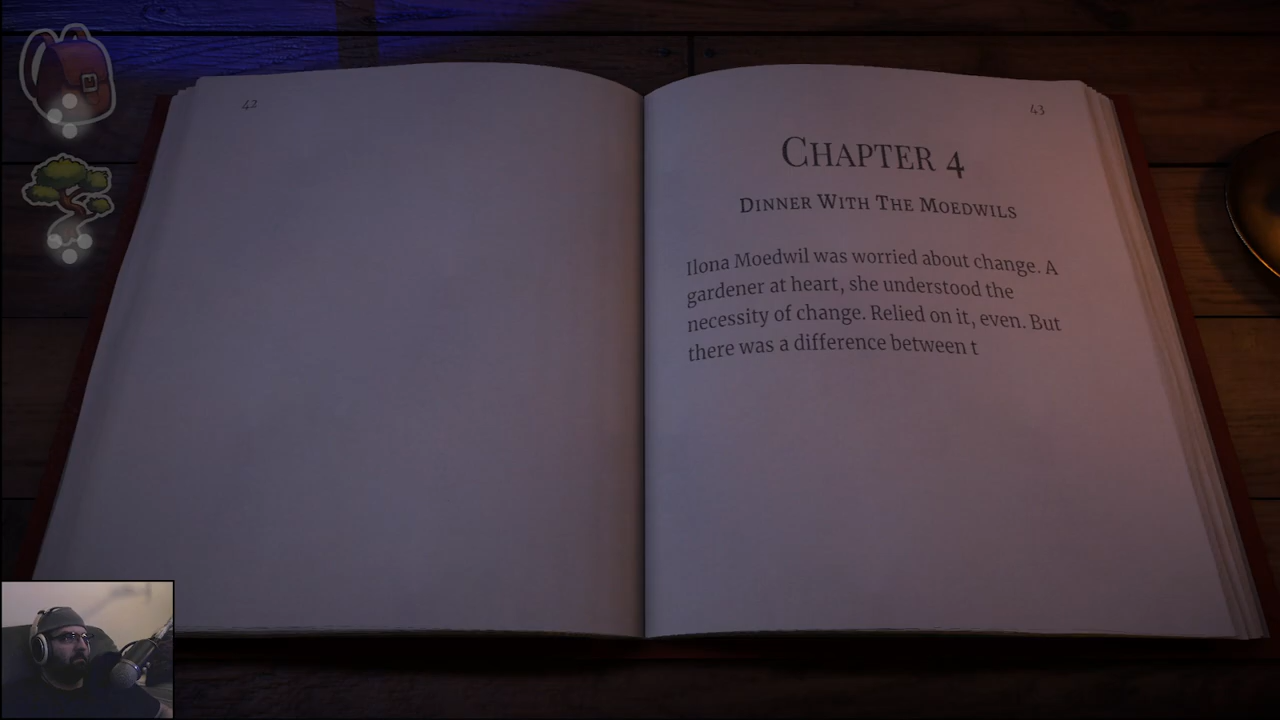 42
43
Chapter 4
Dinner With The Moedwils
Ilona Moedwil was worried about change. A
gardener at heart, she understood the
necessity of change. Relied on it, even. But
there was a difference between t